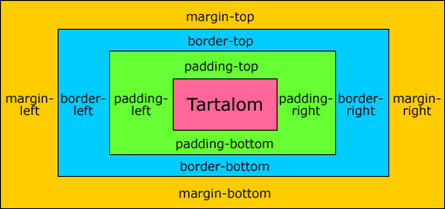 margin-top
border-top
padding-top
margin-
left
border-
left
padding-
left
Tartalom
padding-
right
border-
right
margin-
right
padding-bottom
border-bottom
margin-bottom